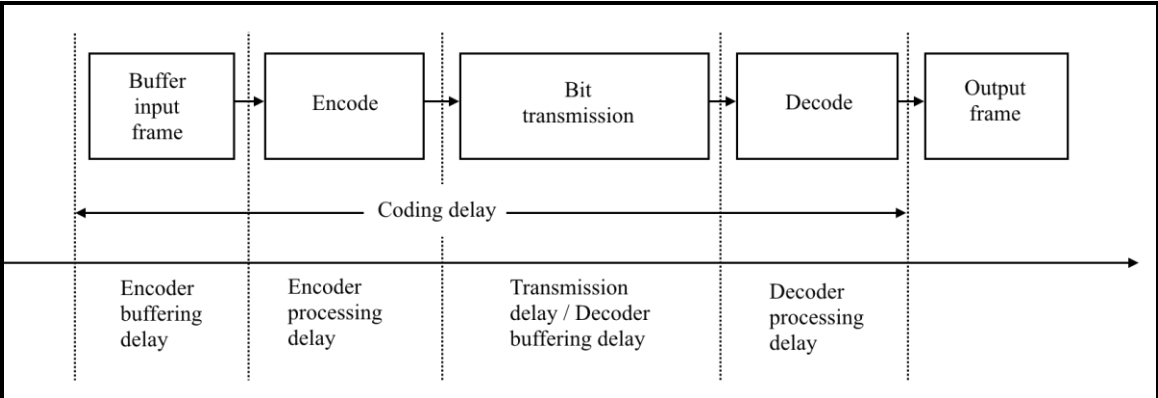 Buffer
input
frame
Encode
Bit
transmission
Decode
Output
frame
Coding delay
Encoder
buffering
delay
Encoder
processing
delay
Transmission
delay / Decoder
buffering delay
Decoder
processing
delay